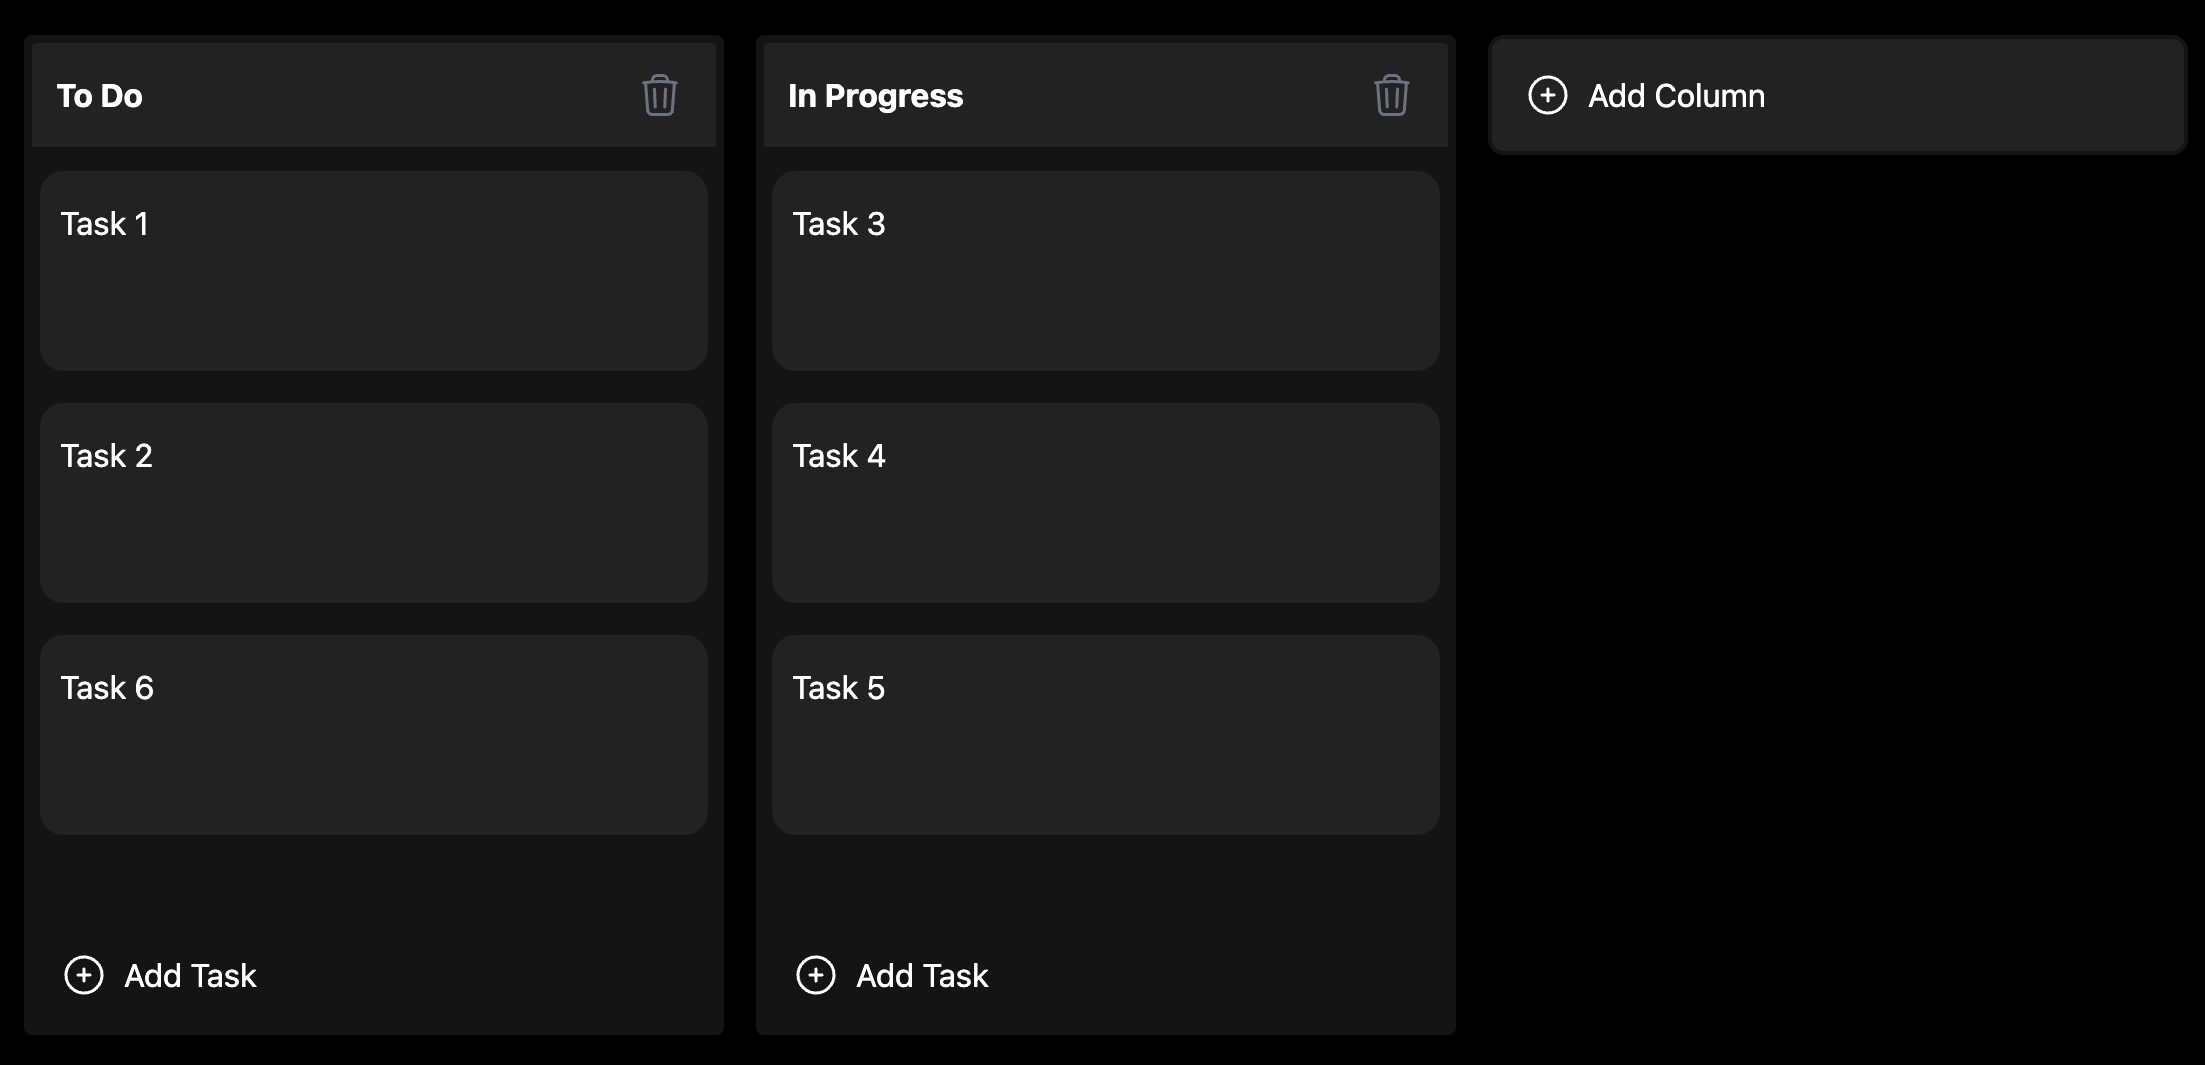 To Do
Task 1
Task 2
Task 6
Add Task
In Progress
Task 3
Task 4
Task 5
Add Task
Add Column